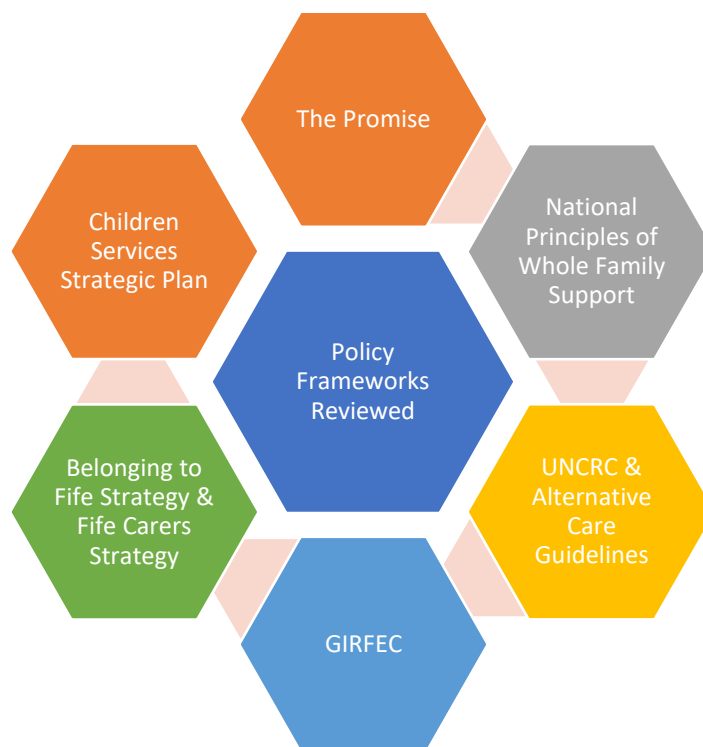 The Promise
National
Principles of
Whole Family
Support
UNCRC &
Alternative
Care
Guidelines
GIRFEC
Belonging to
Fife Strategy &
Fife Carers
Strategy
Children
Services
Strategic Plan
Policy
Frameworks
Reviewed